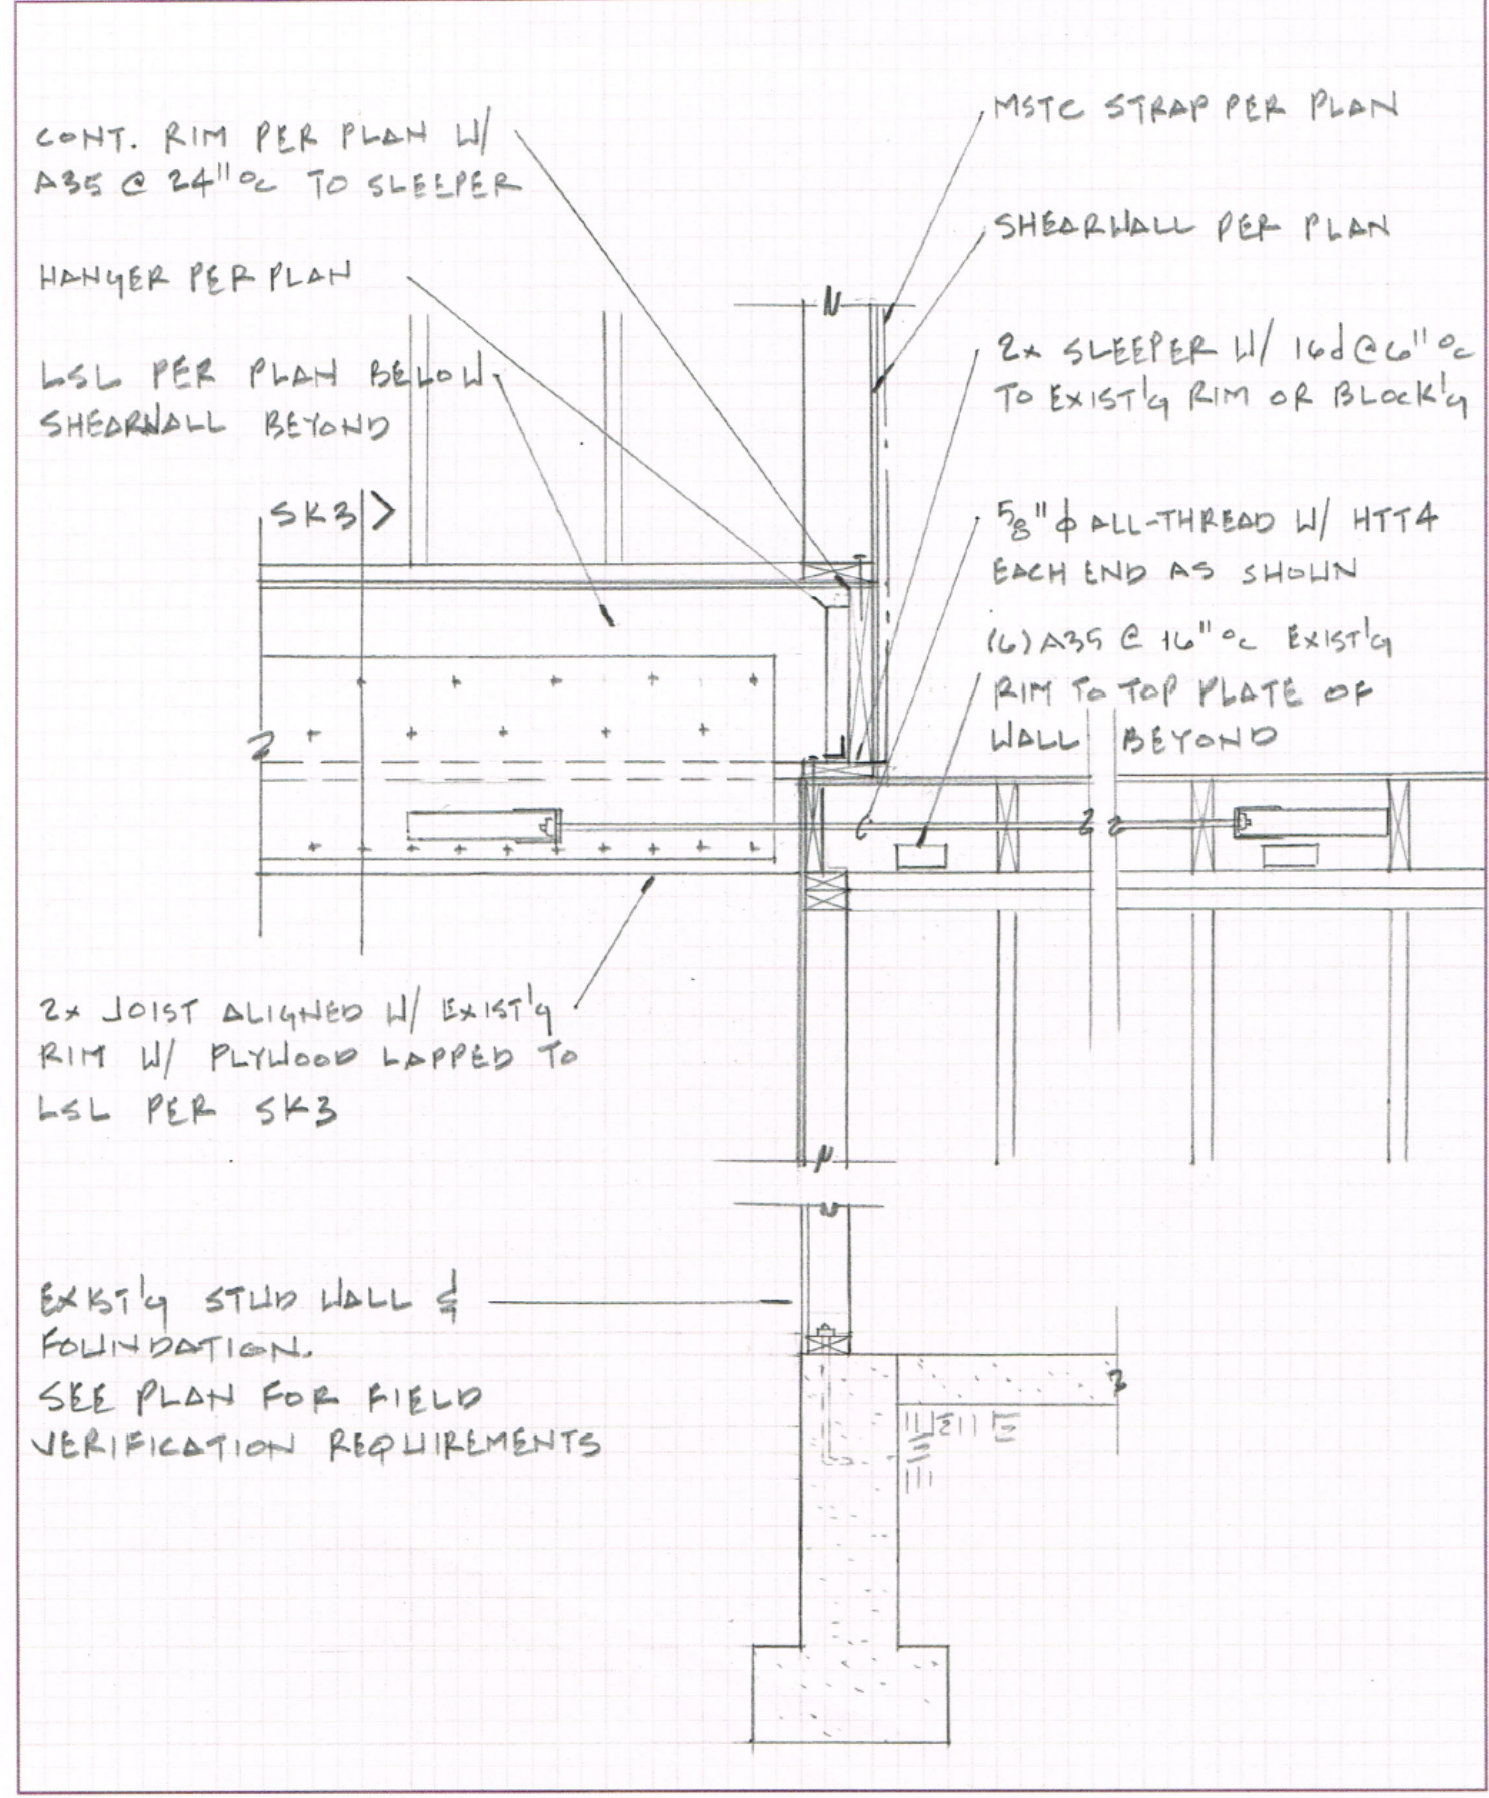 CONT. RIM PER PLAN W/
A35 @ 24" oc TO SLEEPER
HANGER PER PLAN
LSL PER PLAN BELOW
SHEARWALL BEYOND
SK3 >
2x JOIST ALIGNED W/ EXIST'G
RIM W/ PLYWOOD LAPPED TO
LSL PER SK3
EXIST'G STUD WALL &
FOUNDATION.
SEE PLAN FOR FIELD
VERIFICATION REQUIREMENTS
MSTC STRAP PER PLAN
SHEARWALL PER PLAN
2x SLEEPER W/ 16d @ 6" oc
TO EXIST'G RIM OR BLOCK'G
5/8" ϕ ALL-THREAD W/ HTT4
EACH END AS SHOWN
(6) A35 @ 16" oc EXIST'G
RIM TO TOP PLATE OF
WALL BEYOND